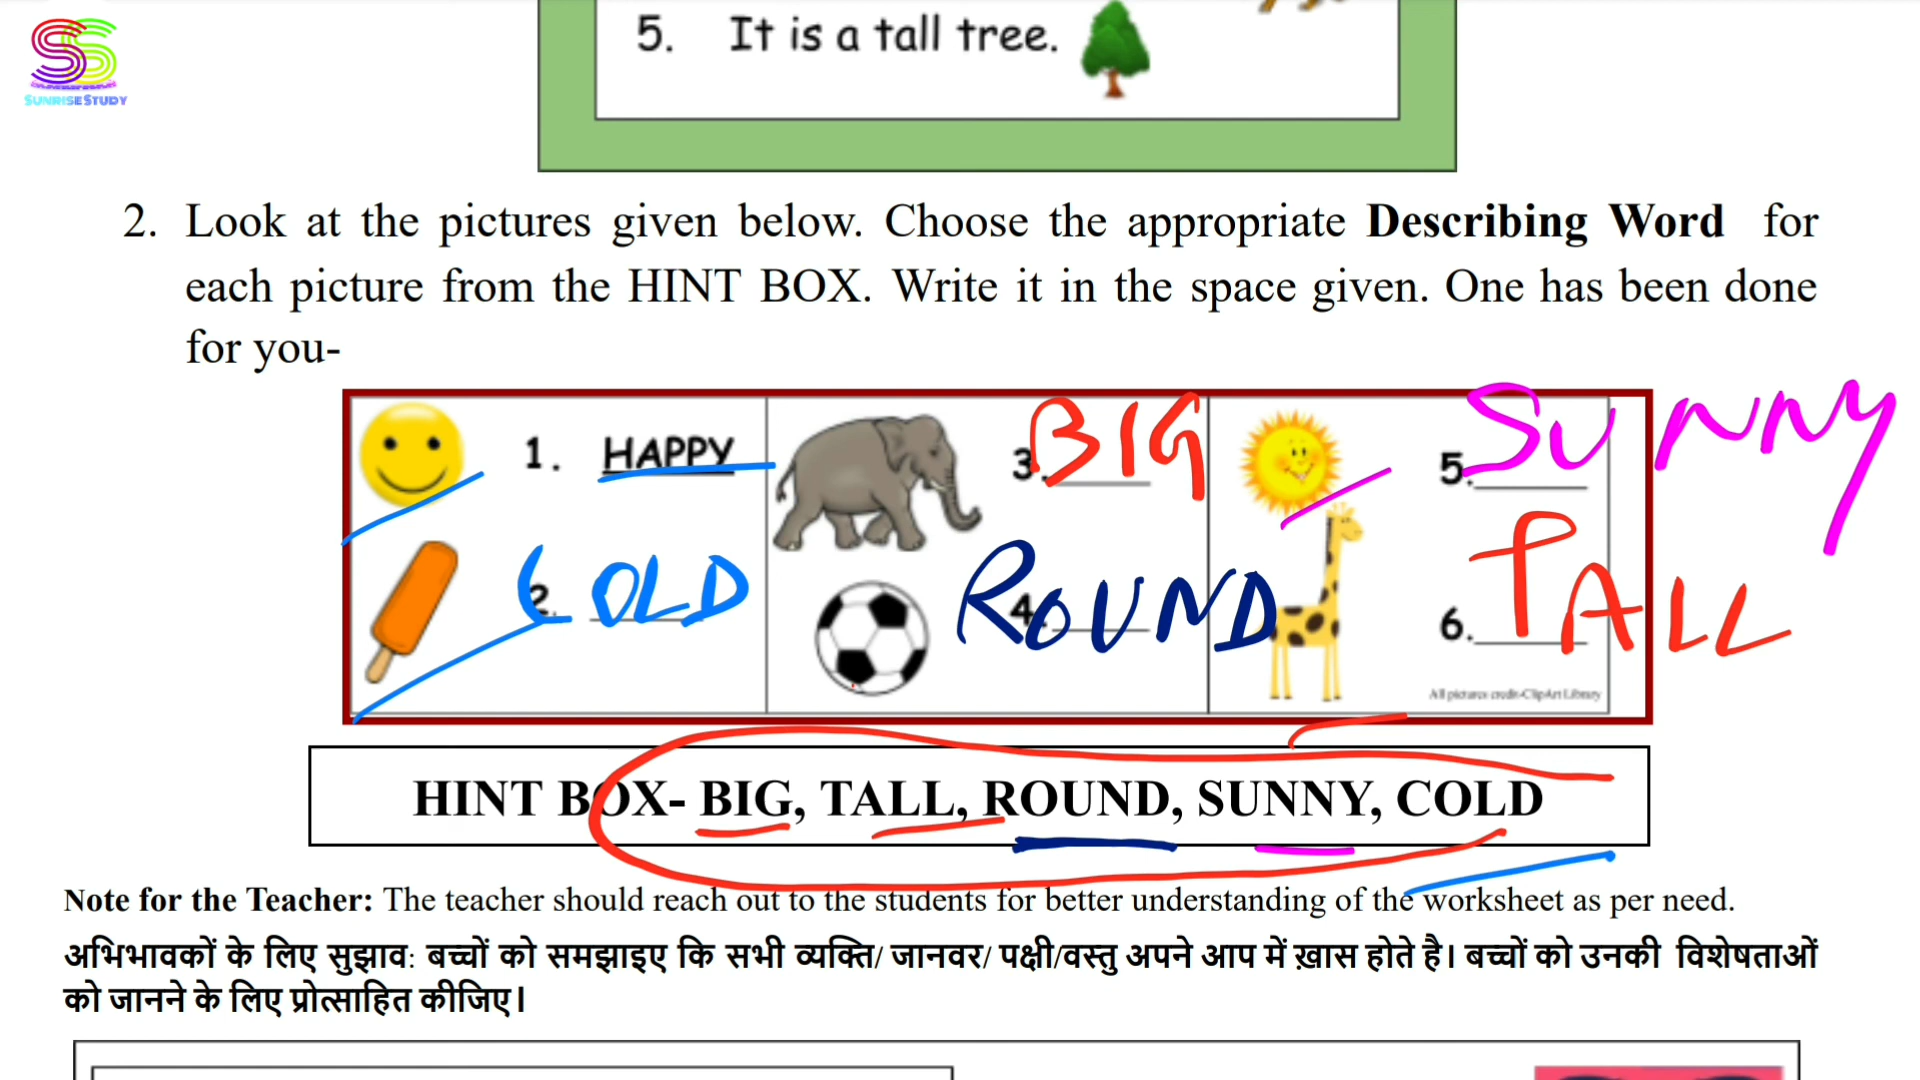 SS
SUNRISE STUDY
5. It is a tall tree.
2. Look at the pictures given below. Choose the appropriate Describing Word for
each picture from the HINT BOX. Write it in the space given. One has been done
for you-
1. HAPPY
2. COLD
3. BIG
4. ROUND
5. SUNNY
6. TALL
All pictures credit-ClipArt Library
HINT BOX- BIG, TALL, ROUND, SUNNY, COLD
Note for the Teacher: The teacher should reach out to the students for better understanding of the worksheet as per need.
अभिभावकों के लिए सुझाव: बच्चों को समझाइए कि सभी व्यक्ति/ जानवर/ पक्षी/वस्तु अपने आप में ख़ास होते है। बच्चों को उनकी विशेषताओं
को जानने के लिए प्रोत्साहित कीजिए।